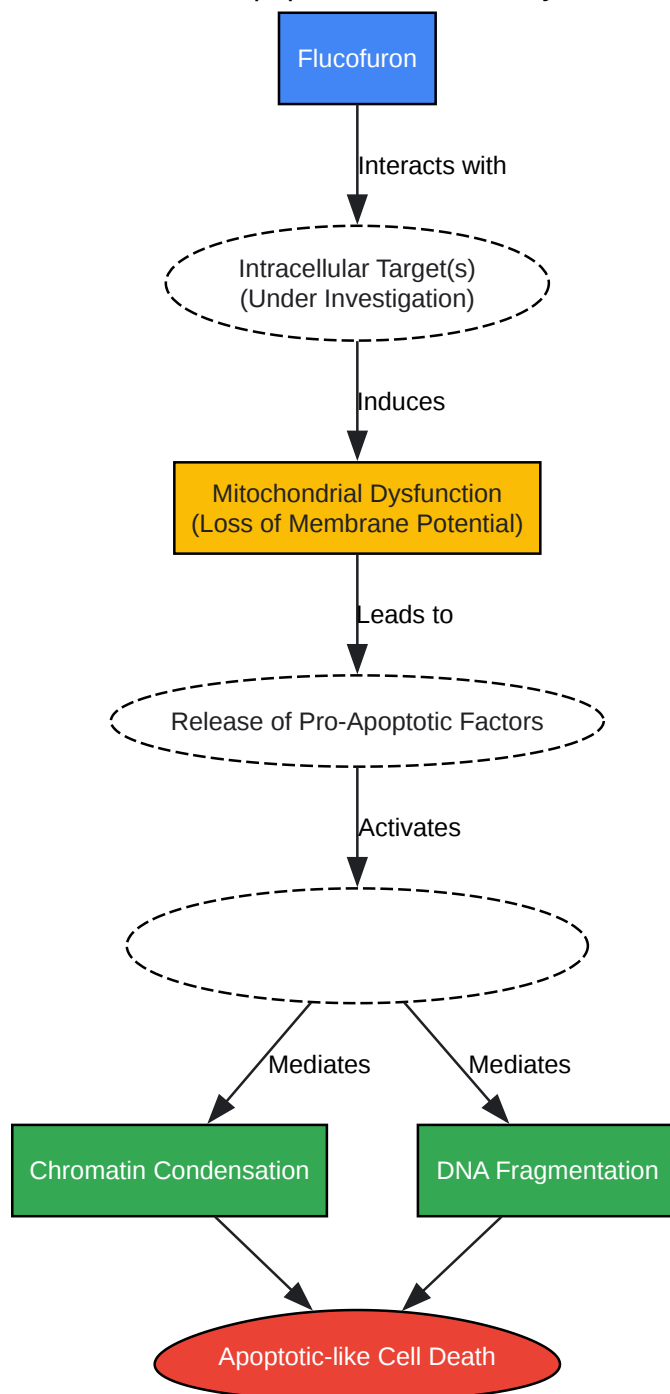 Flucofuron
Interacts with
Intracellular Target(s)
(Under Investigation)
Induces
Mitochondrial Dysfunction
(Loss of Membrane Potential)
Leads to
Release of Pro-Apoptotic Factors
Activates
Mediates
Mediates
Chromatin Condensation
DNA Fragmentation
Apoptotic-like Cell Death